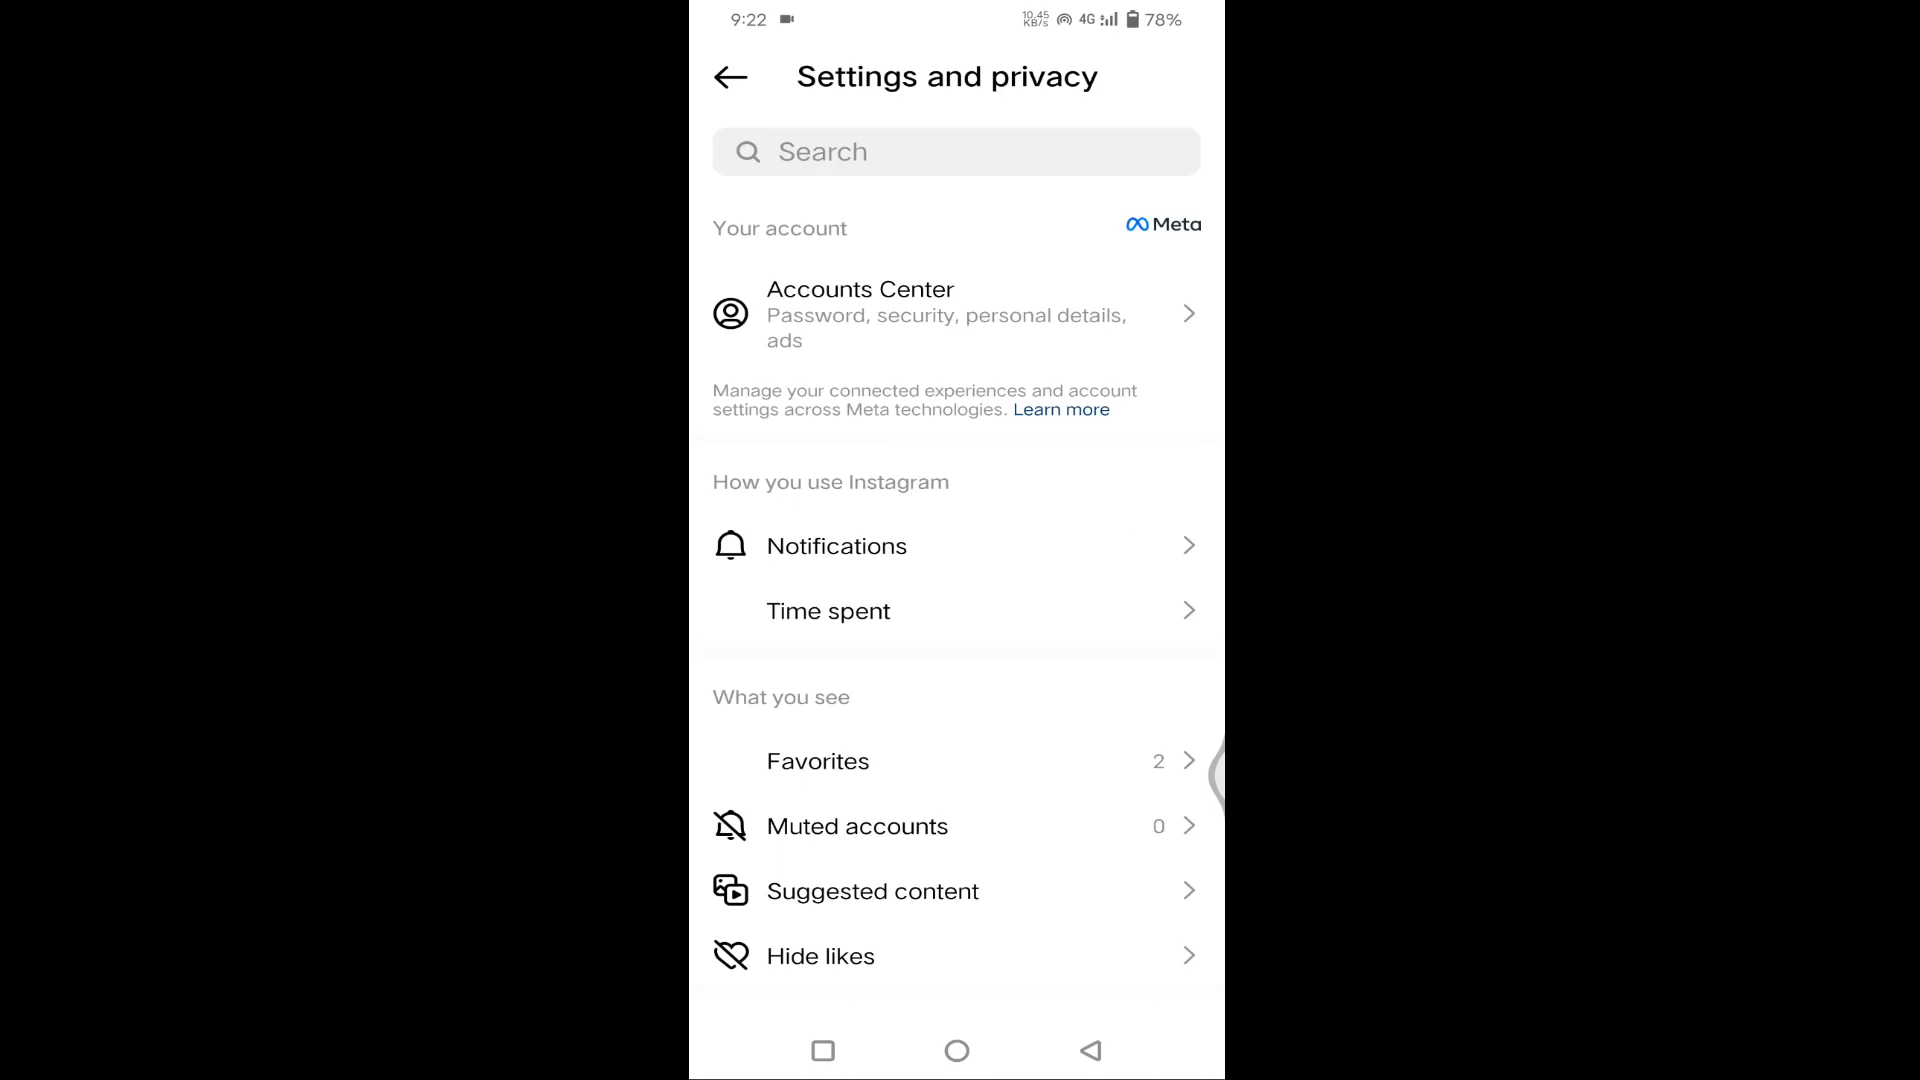 9:22
10.45
KB/s
4G
78%
Settings and privacy
Search
Your account
Meta
Accounts Center
Password, security, personal details,
ads
Manage your connected experiences and account
settings across Meta technologies. Learn more
How you use Instagram
Notifications
Time spent
What you see
Favorites 2
Muted accounts 0
Suggested content
Hide likes